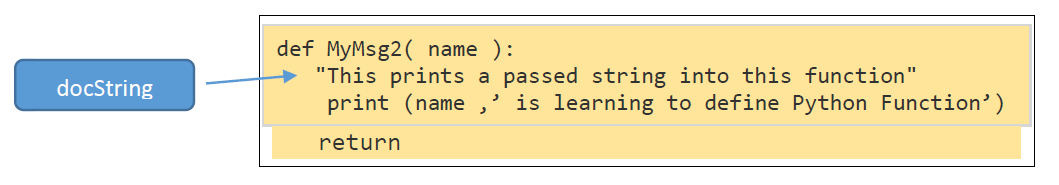 docString
def MyMsg2( name ):
"This prints a passed string into this function"
print (name ,’ is learning to define Python Function’)
return